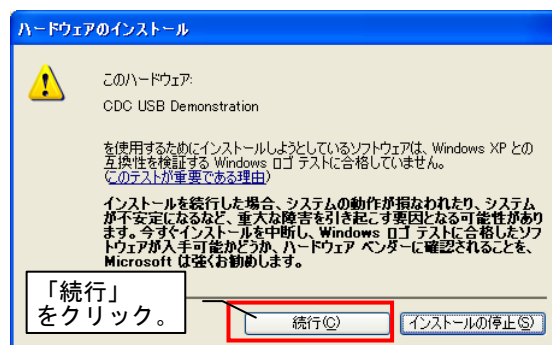 ハードウェアのインストール
このハードウェア:
CDC USB Demonstration
を使用するためにインストールしようとしているソフトウェアは、Windows XP との
互換性を検証する Windows ロゴ テストに合格していません。
(このテストが重要である理由)
インストールを続行した場合、システムの動作が損なわれたり、システム
が不安定になるなど、重大な障害を引き起こす要因となる可能性があり
ます。今すぐインストールを中断し、Windows ロゴ テストに合格したソフ
トウェアが入手可能かどうか、ハードウェア ベンダーに確認されることを、
Microsoft は強くお勧めします。
「続行」
をクリック。
続行(C)
インストールの停止(S)